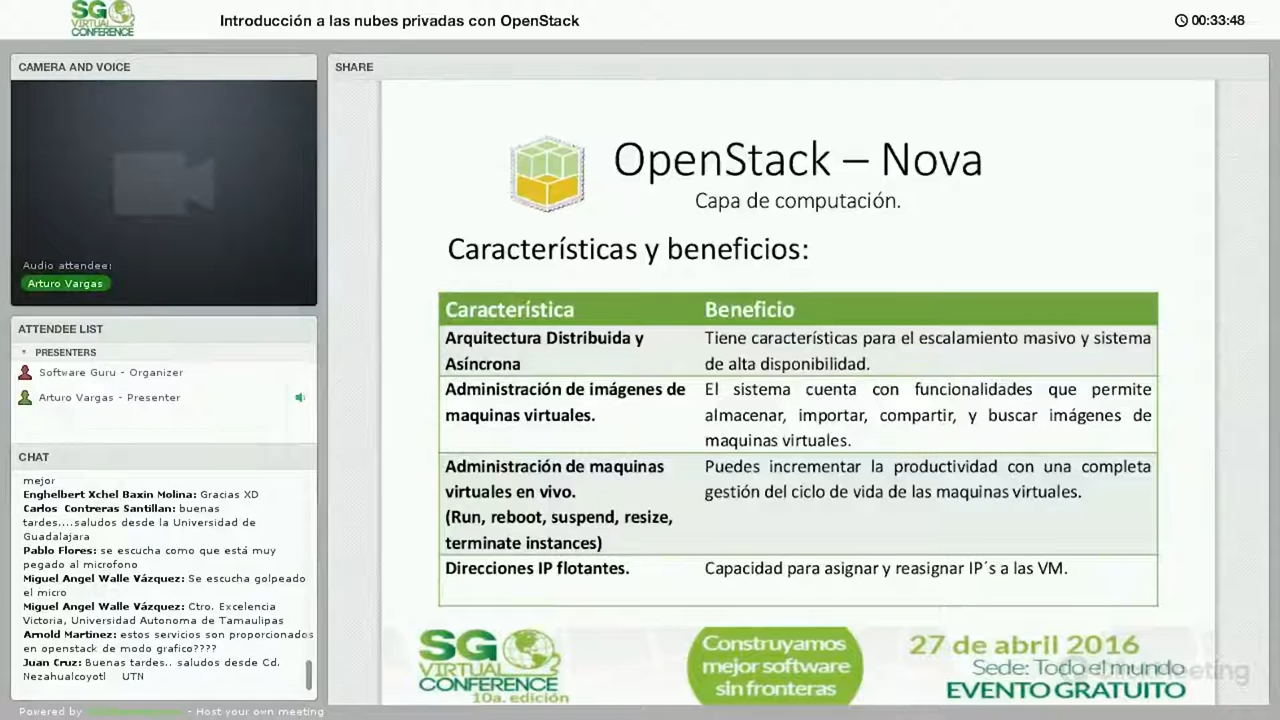 SG
VIRTUAL
CONFERENCE
Introducción a las nubes privadas con OpenStack
00:33:48
CAMERA AND VOICE
Audio attendee:
Arturo Vargas
ATTENDEE LIST
PRESENTERS
Software Guru - Organizer
Arturo Vargas - Presenter
CHAT
mejor
Enghelbert Xchel Baxin Molina: Gracias XD
Carlos Contreras Santillan: buenas
tardes....saludos desde la Universidad de
Guadalajara
Pablo Flores: se escucha como que está muy
pegado al microfono
Miguel Angel Walle Vázquez: Se escucha golpeado
el micro
Miguel Angel Walle Vázquez: Ctro. Excelencia
Victoria, Universidad Autonoma de Tamaulipas
Arnold Martinez: estos servicios son proporcionados
en openstack de modo grafico????
Juan Cruz: Buenas tardes.. saludos desde Cd.
Nezahualcoyotl UTN
Powered by - Host your own meeting
SHARE
OpenStack – Nova
Capa de computación.
Características y beneficios:
Característica Beneficio
Arquitectura Distribuida y Asíncrona
Tiene características para el escalamiento masivo y sistema
de alta disponibilidad.
Administración de imágenes de
maquinas virtuales.
El sistema cuenta con funcionalidades que permite
almacenar, importar, compartir, y buscar imágenes de
maquinas virtuales.
Administración de maquinas
virtuales en vivo.
(Run, reboot, suspend, resize,
terminate instances)
Puedes incrementar la productividad con una completa
gestión del ciclo de vida de las maquinas virtuales.
Direcciones IP flotantes.
Capacidad para asignar y reasignar IP´s a las VM.
SG
VIRTUAL
CONFERENCE
10a. edición
Construyamos
mejor software
sin fronteras
27 de abril 2016
Sede: Todo el mundo
EVENTO GRATUITO